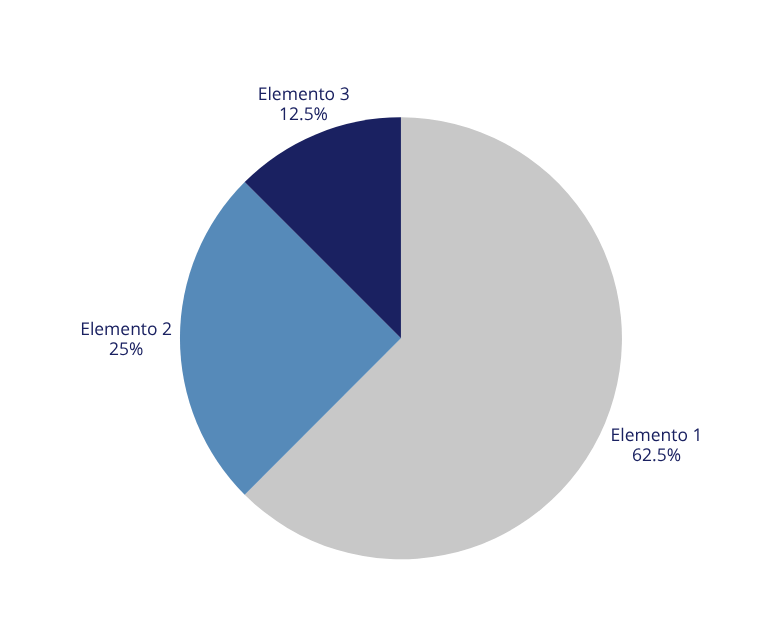 Elemento 3
12.5%
Elemento 2
25%
Elemento 1
62.5%